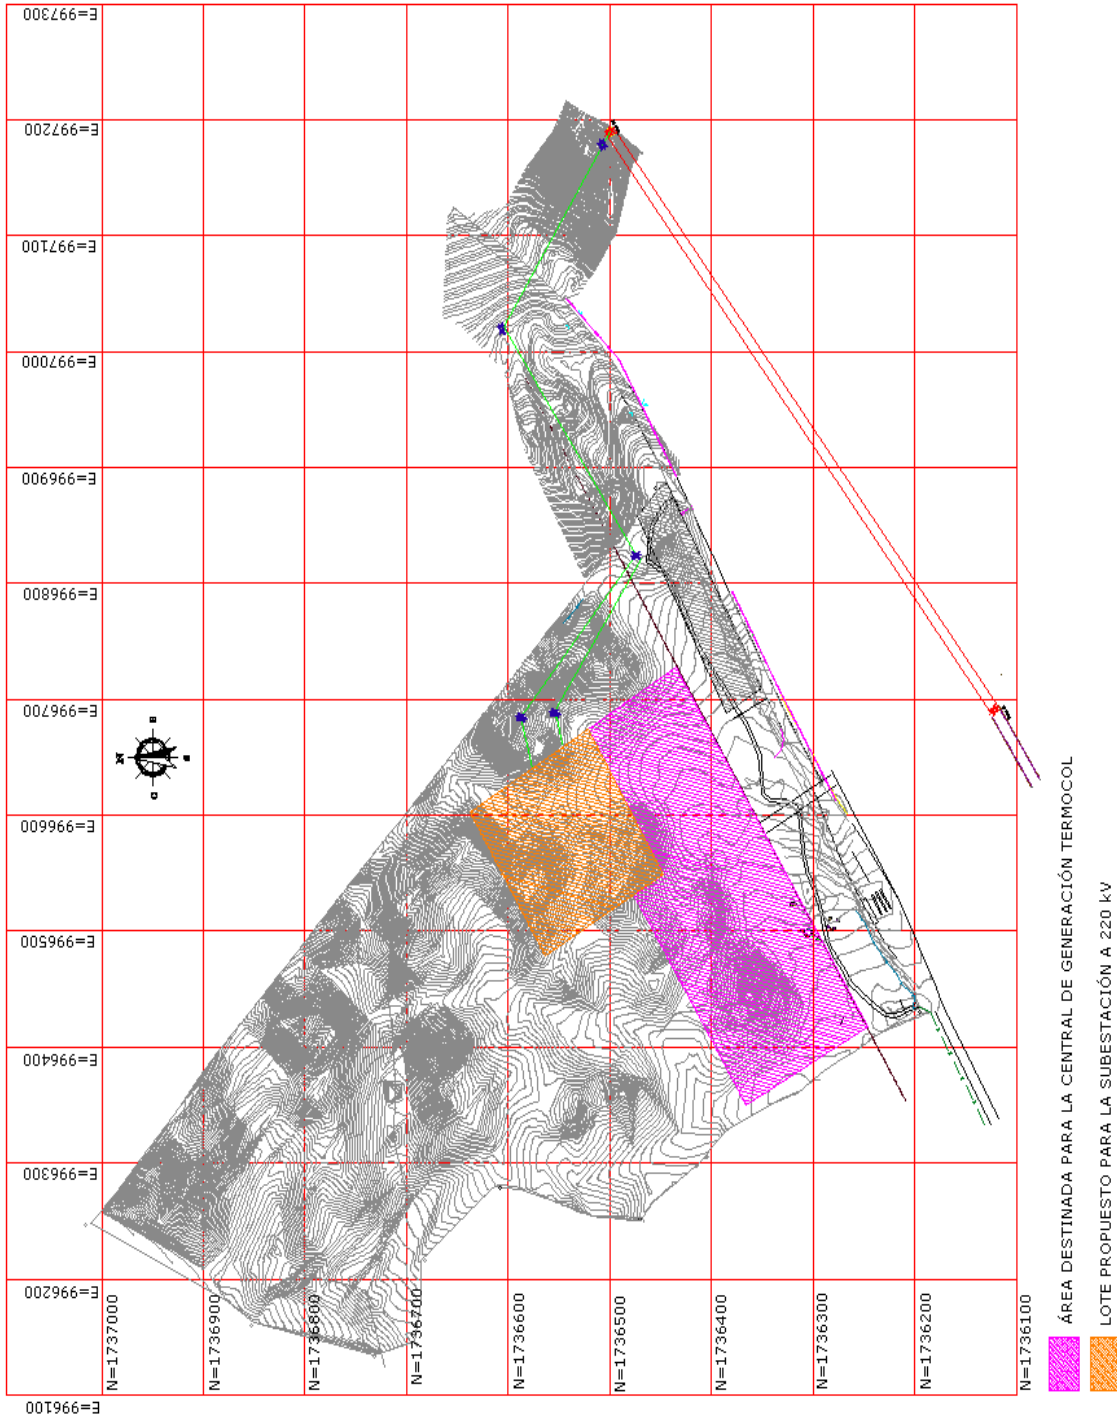 E=997300
E=997200
E=997100
E=997000
E=996900
E=996800
E=996700
E=996600
E=996500
E=996400
E=996300
E=996200
E=996100
N=1737000
N=1736900
N=1736800
N=1736700
N=1736600
N=1736500
N=1736400
N=1736300
N=1736200
N=1736100
ÁREA DESTINADA PARA LA CENTRAL DE GENERACIÓN TERMOCOL
LOTE PROPUESTO PARA LA SUBESTACIÓN A 220 kV